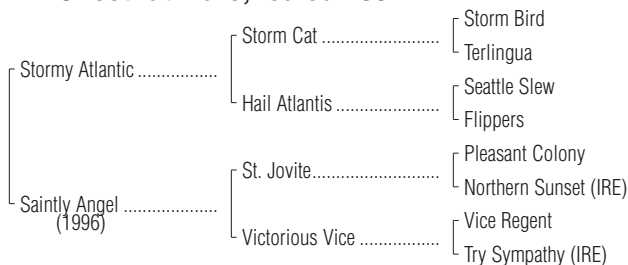 Storm Bird
Storm Cat ..........................
Terlingua
Stormy Atlantic .................
Seattle Slew
Hail Atlantis .......................
Flippers
Pleasant Colony
St. Jovite............................
Northern Sunset (IRE)
Saintly Angel ....................
(1996)
Vice Regent
Victorious Vice ..................
Try Sympathy (IRE)